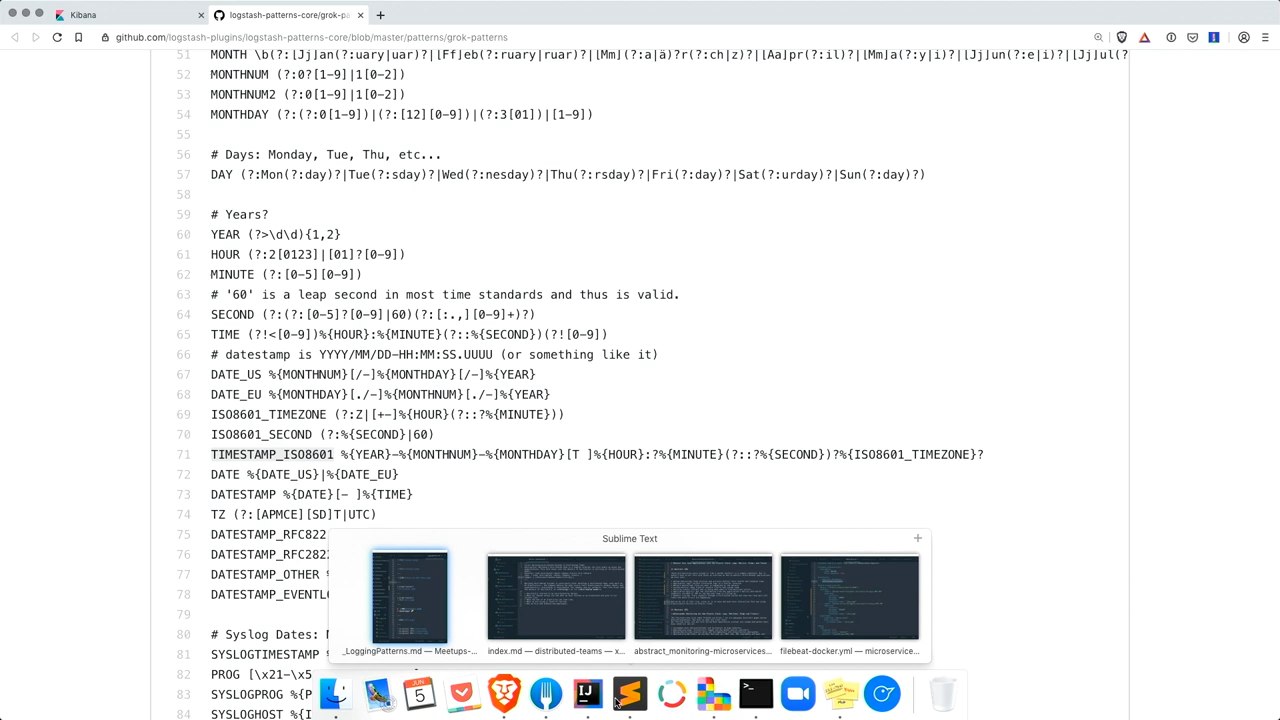 Kibana
logstash-patterns-core/grok-pa
github.com/logstash-plugins/logstash-patterns-core/blob/master/patterns/grok-patterns
51 MONTH \b(?:[Jj]an(?:uary|uar)?|[Ff]eb(?:ruary|ruar)?|[Mm](?:a|ä)?r(?:ch|z)?|[Aa]pr(?:il)?|[Mm]a(?:y|i)?|[Jj]un(?:e|i)?|[Jj]ul(?
52 MONTHNUM (?:0?[1-9]|1[0-2])
53 MONTHNUM2 (?:0[1-9]|1[0-2])
54 MONTHDAY (?:(?:0[1-9])|(?:[12][0-9])|(?:3[01])|[1-9])
55
56 # Days: Monday, Tue, Thu, etc...
57 DAY (?:Mon(?:day)?|Tue(?:sday)?|Wed(?:nesday)?|Thu(?:rsday)?|Fri(?:day)?|Sat(?:urday)?|Sun(?:day)?)
58
59 # Years?
60 YEAR (?>\d\d){1,2}
61 HOUR (?:2[0123]|[01]?[0-9])
62 MINUTE (?:[0-5][0-9])
63 # '60' is a leap second in most time standards and thus is valid.
64 SECOND (?:(?:[0-5]?[0-9]|60)(?:[:.,][0-9]+)?)
65 TIME (?!<[0-9])%{HOUR}:%{MINUTE}(?::%{SECOND})(?![0-9])
66 # datestamp is YYYY/MM/DD-HH:MM:SS.UUUU (or something like it)
67 DATE_US %{MONTHNUM}[/-]%{MONTHDAY}[/-]%{YEAR}
68 DATE_EU %{MONTHDAY}[./-]%{MONTHNUM}[./-]%{YEAR}
69 ISO8601_TIMEZONE (?:Z|[+-]%{HOUR}(?::?%{MINUTE}))
70 ISO8601_SECOND (?:%{SECOND}|60)
71 TIMESTAMP_ISO8601 %{YEAR}-%{MONTHNUM}-%{MONTHDAY}[T ]%{HOUR}:?%{MINUTE}(?::?%{SECOND})?%{ISO8601_TIMEZONE}?
72 DATE %{DATE_US}|%{DATE_EU}
73 DATESTAMP %{DATE}[- ]%{TIME}
74 TZ (?:[APMCE][SD]T|UTC)
75 DATESTAMP_RFC822
76 DATESTAMP_RFC2822
77 DATESTAMP_OTHER
78 DATESTAMP_EVENTL
79
80 # Syslog Dates:
81 SYSLOGTIMESTAMP
82 PROG [\x21-\x5
83 SYSLOGPROG %{P
84 SYSLOGHOST %{I
Sublime Text
_LoggingPatterns.md — Meetups-...
index.md — distributed-teams — x...
abstract_monitoring-microservices...
filebeat-docker.yml — microservice...
JUN
5
IJ
>_